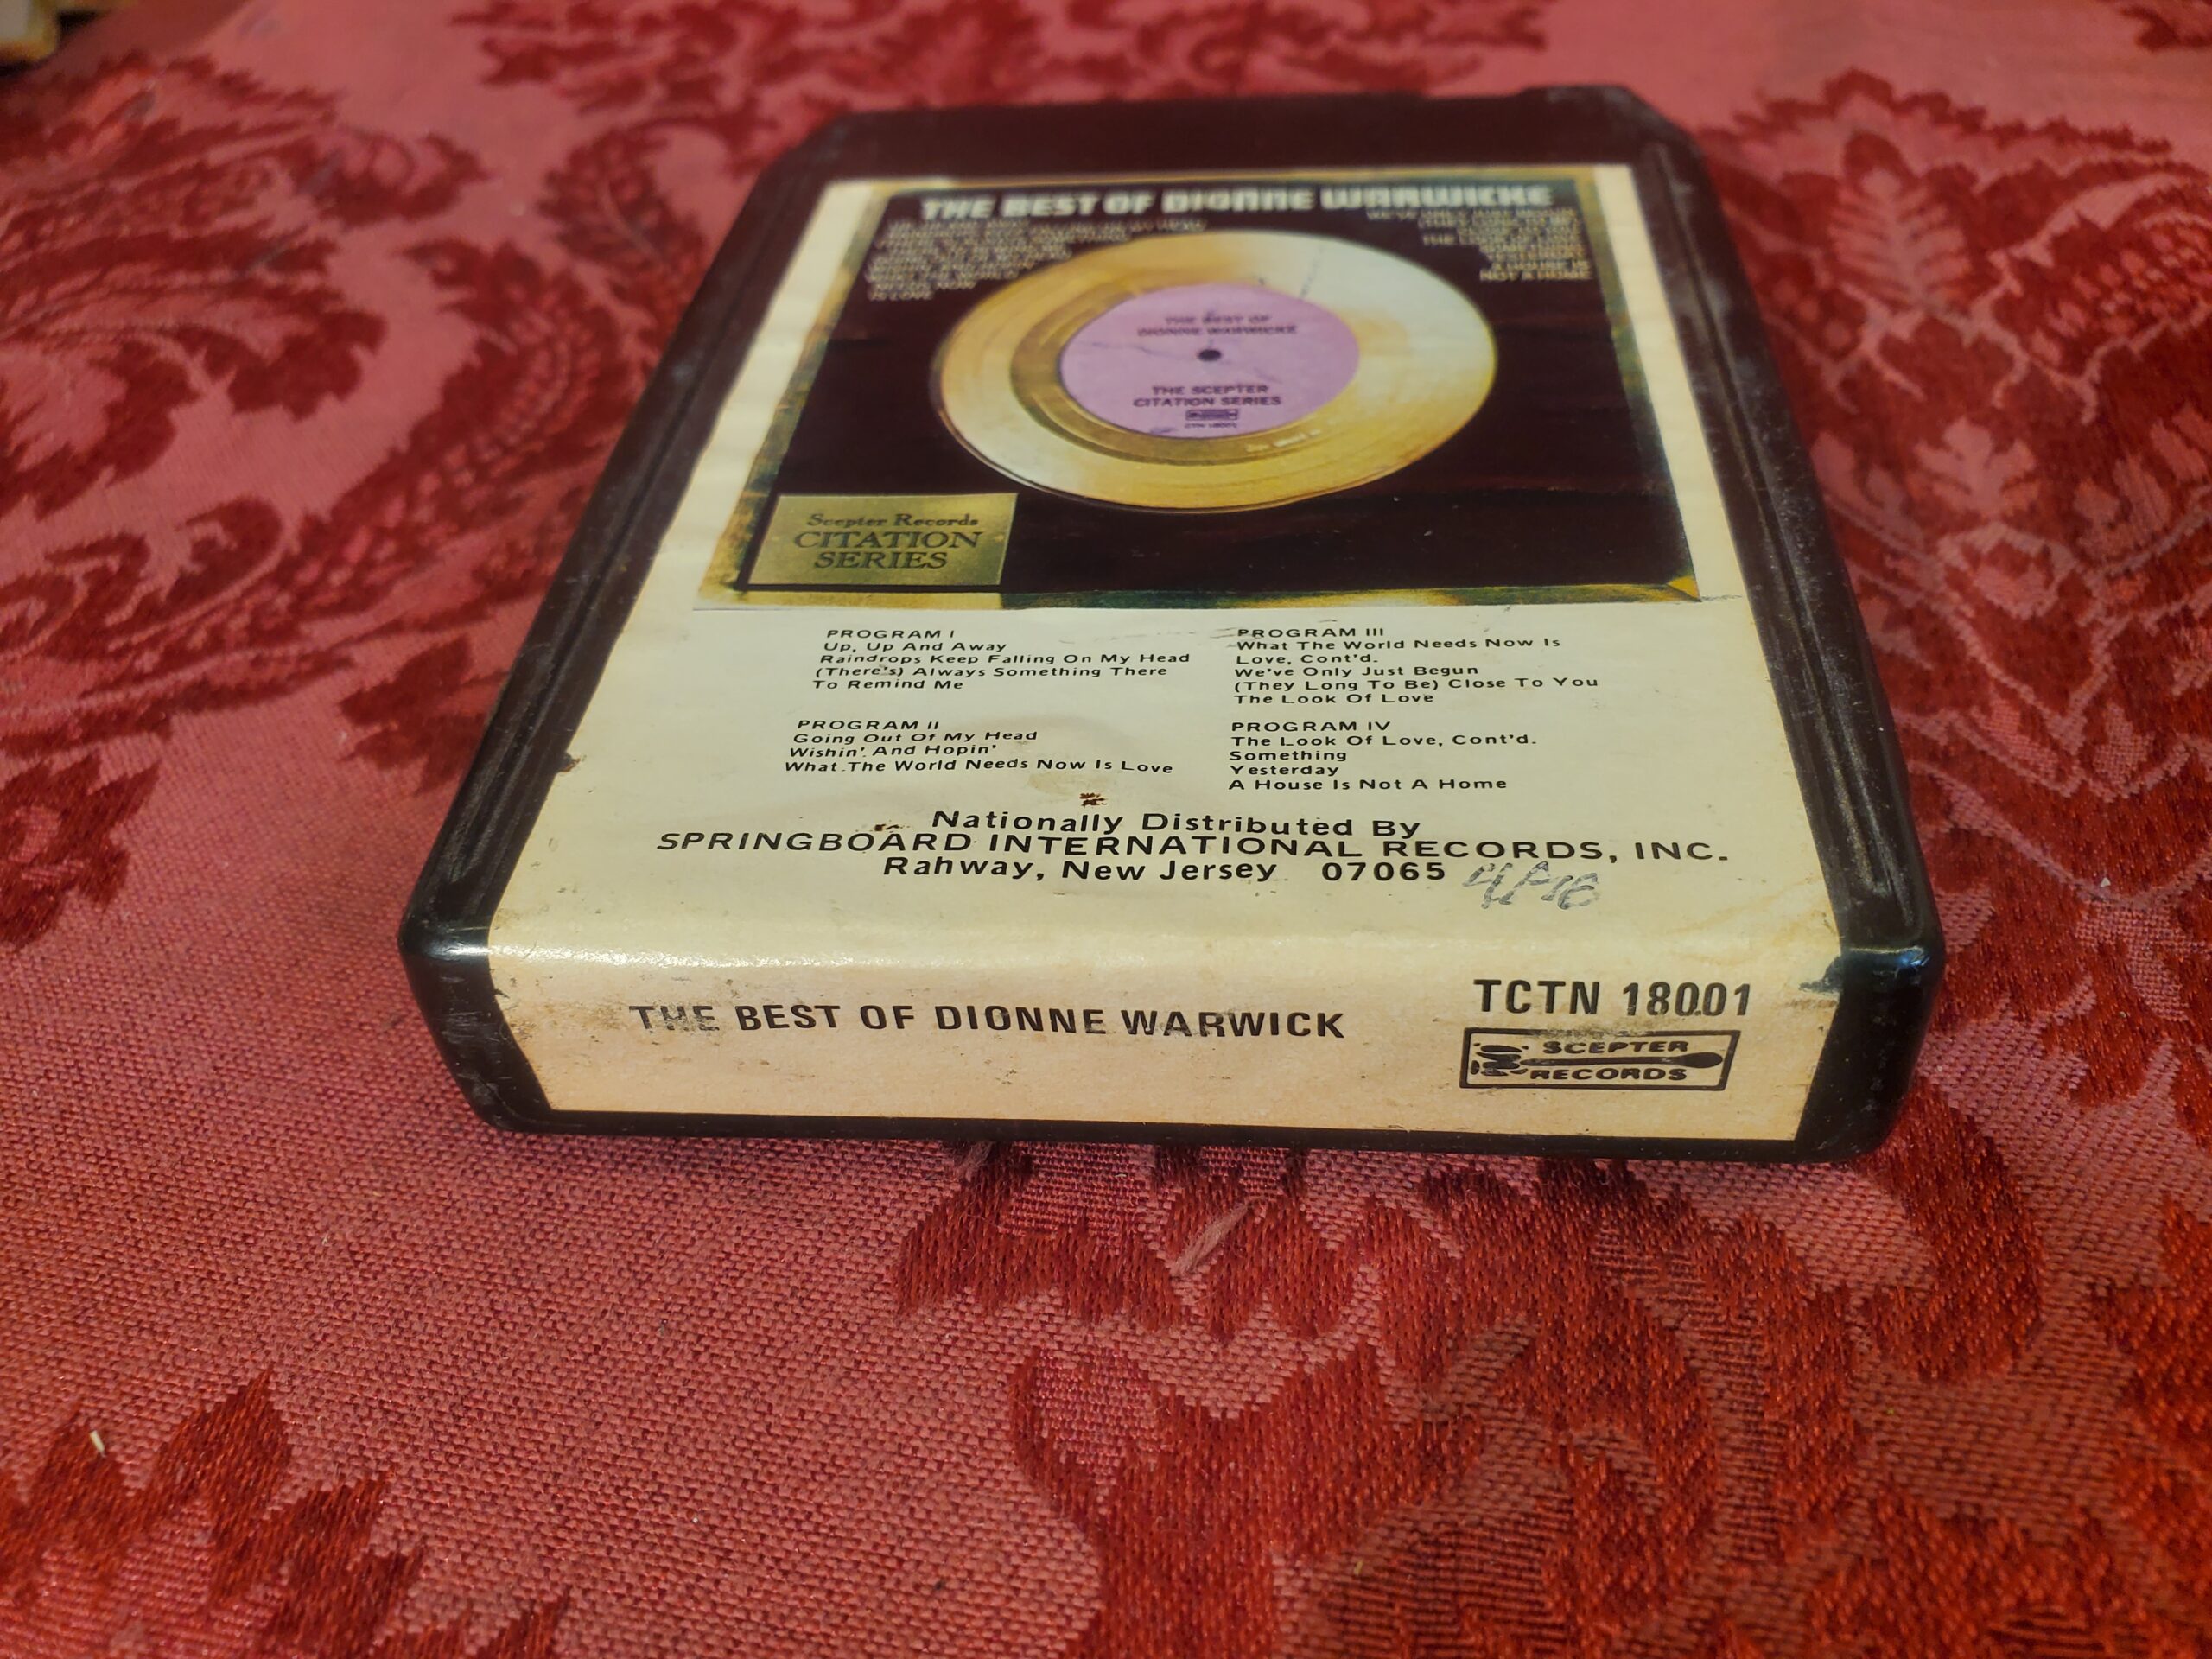 THE BEST OF DIONNE WARWICKE
NOT A HOME
THE BEST OF
DIONNE WARWICKE
THE SCEPTER
CITATION SERIES
Scepter Records
CITATION
SERIES
PROGRAM I
Up, Up And Away
Raindrops Keep Falling On My Head
(There's) Always Something There
To Remind Me
PROGRAM II
Going Out Of My Head
Wishin' And Hopin'
What The World Needs Now Is Love
PROGRAM III
What The World Needs Now Is
Love, Cont'd.
We've Only Just Begun
(They Long To Be) Close To You
The Look Of Love
PROGRAM IV
The Look Of Love, Cont'd.
Something
Yesterday
A House Is Not A Home
Nationally Distributed By
SPRINGBOARD INTERNATIONAL RECORDS, INC.
Rahway, New Jersey 07065
THE BEST OF DIONNE WARWICK
TCTN 18001
SCEPTER
RECORDS